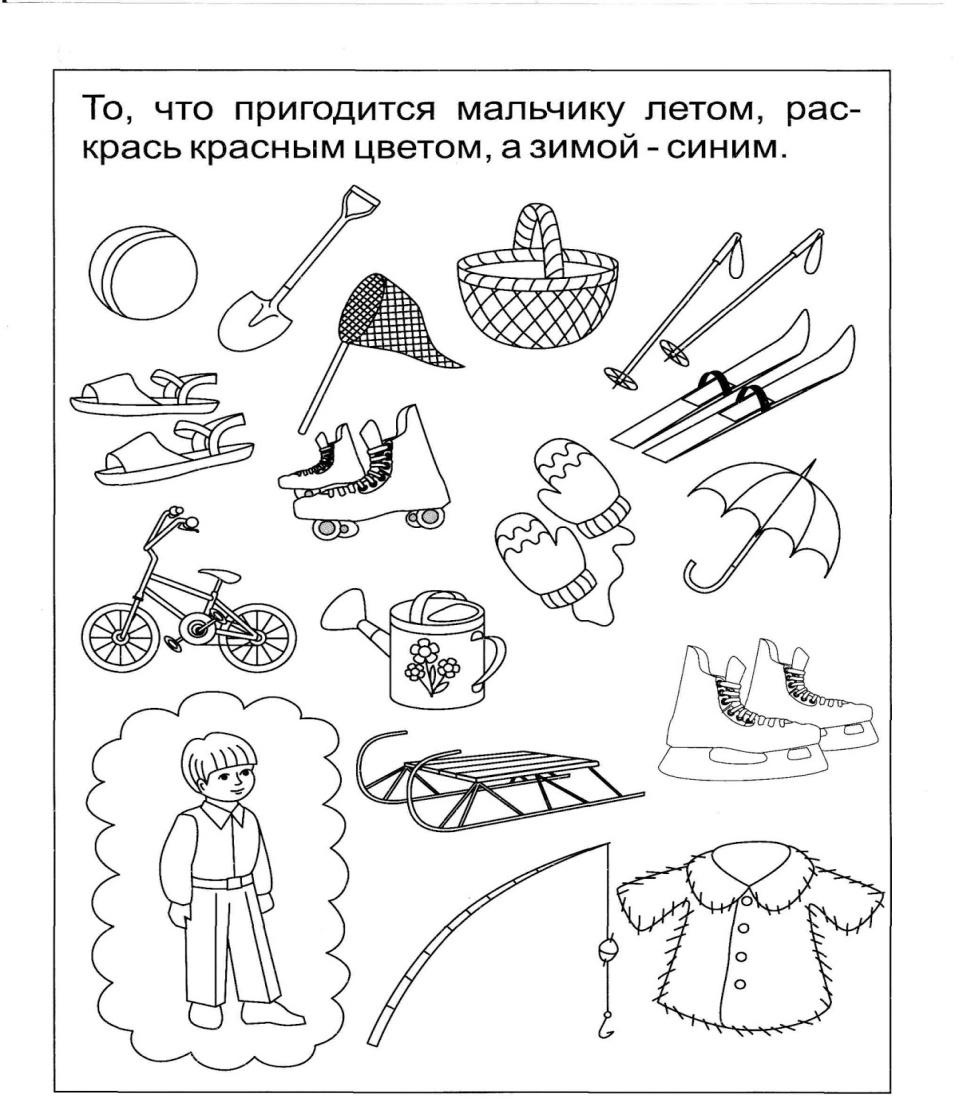 То, что пригодится мальчику летом, рас-
крась красным цветом, а зимой - синим.